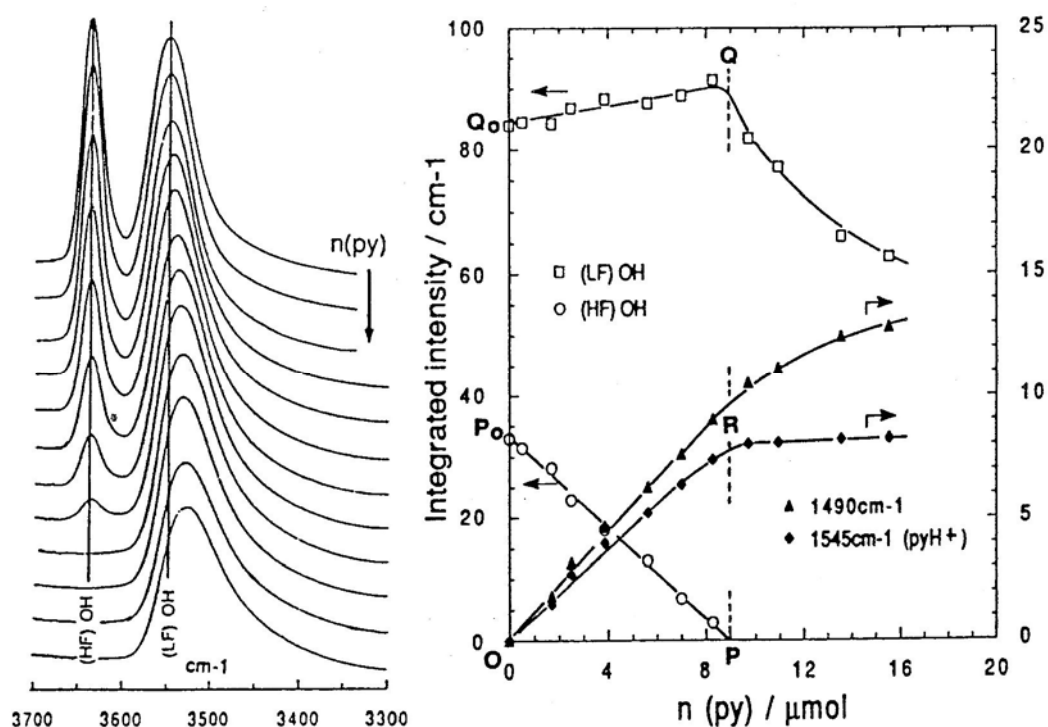 n(py)
(HF) OH
(LF) OH
cm-1
3700 3600 3500 3400 3300
Integrated intensity / cm-1
100
80
60
40
20
0
25
20
15
10
5
0
Q
Qo
□ (LF) OH
○ (HF) OH
Po
R
▲ 1490cm-1
◆ 1545cm-1 (pyH+)
O
P
0 4 8 12 16 20
n (py) / μmol